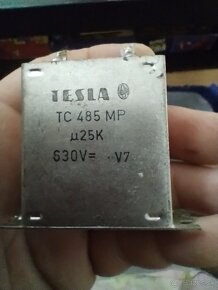 TESLA
TC 485 MP
µ25K
630V= V7